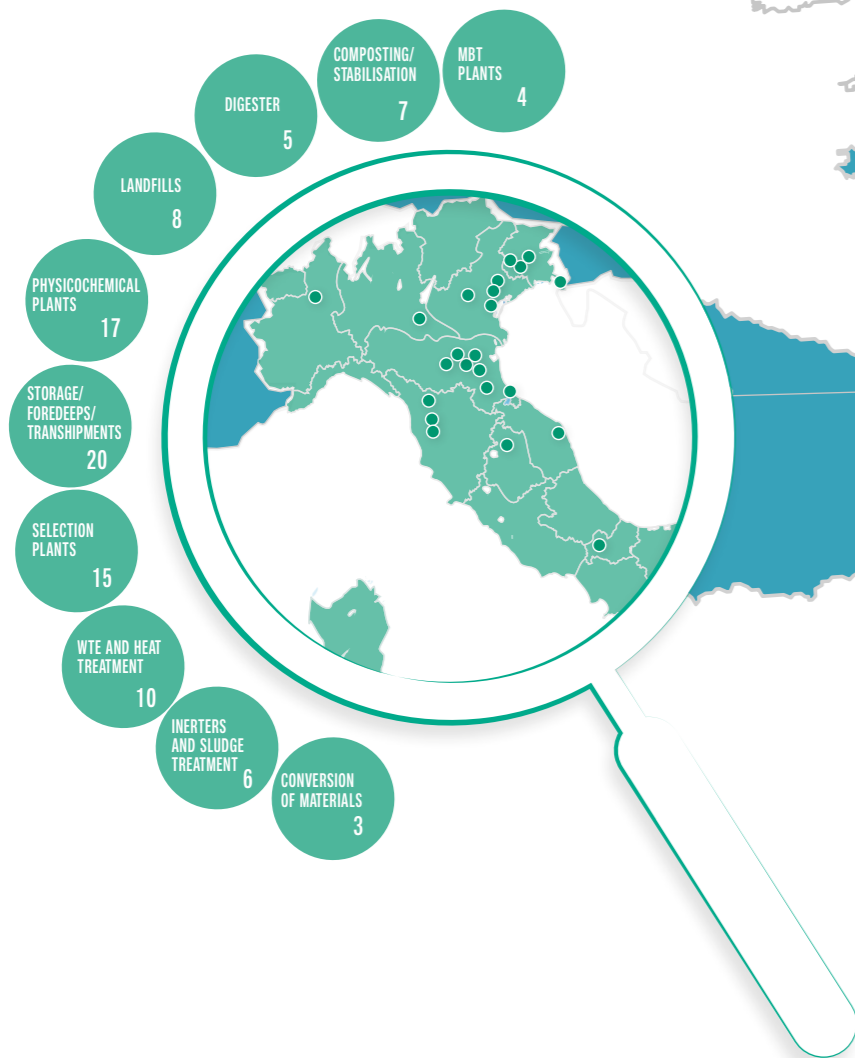 COMPOSTING/
STABILISATION
7
MBT
PLANTS
4
DIGESTER
5
LANDFILLS
8
PHYSICOCHEMICAL
PLANTS
17
STORAGE/
FOREDEEPS/
TRANSHIPMENTS
20
SELECTION
PLANTS
15
WTE AND HEAT
TREATMENT
10
INERTERS
AND SLUDGE
TREATMENT 6
CONVERSION
OF MATERIALS
3